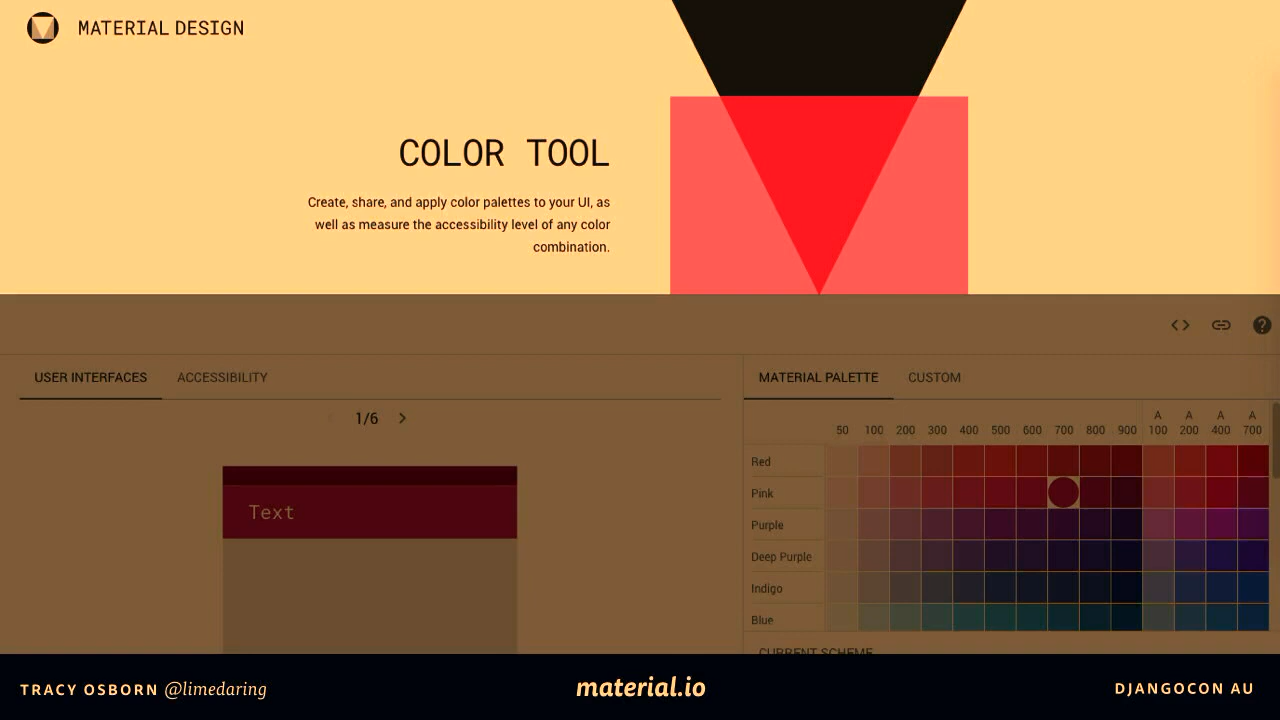 MATERIAL DESIGN
COLOR TOOL
Create, share, and apply color palettes to your UI, as
well as measure the accessibility level of any color
combination.
USER INTERFACES ACCESSIBILITY
1/6
Text
MATERIAL PALETTE CUSTOM
50 100 200 300 400 500 600 700 800 900 A 100 A 200 A 400 A 700
Red
Pink
Purple
Deep Purple
Indigo
Blue
CURRENT SCHEME
TRACY OSBORN @limedaring
material.io
DJANGOCON AU